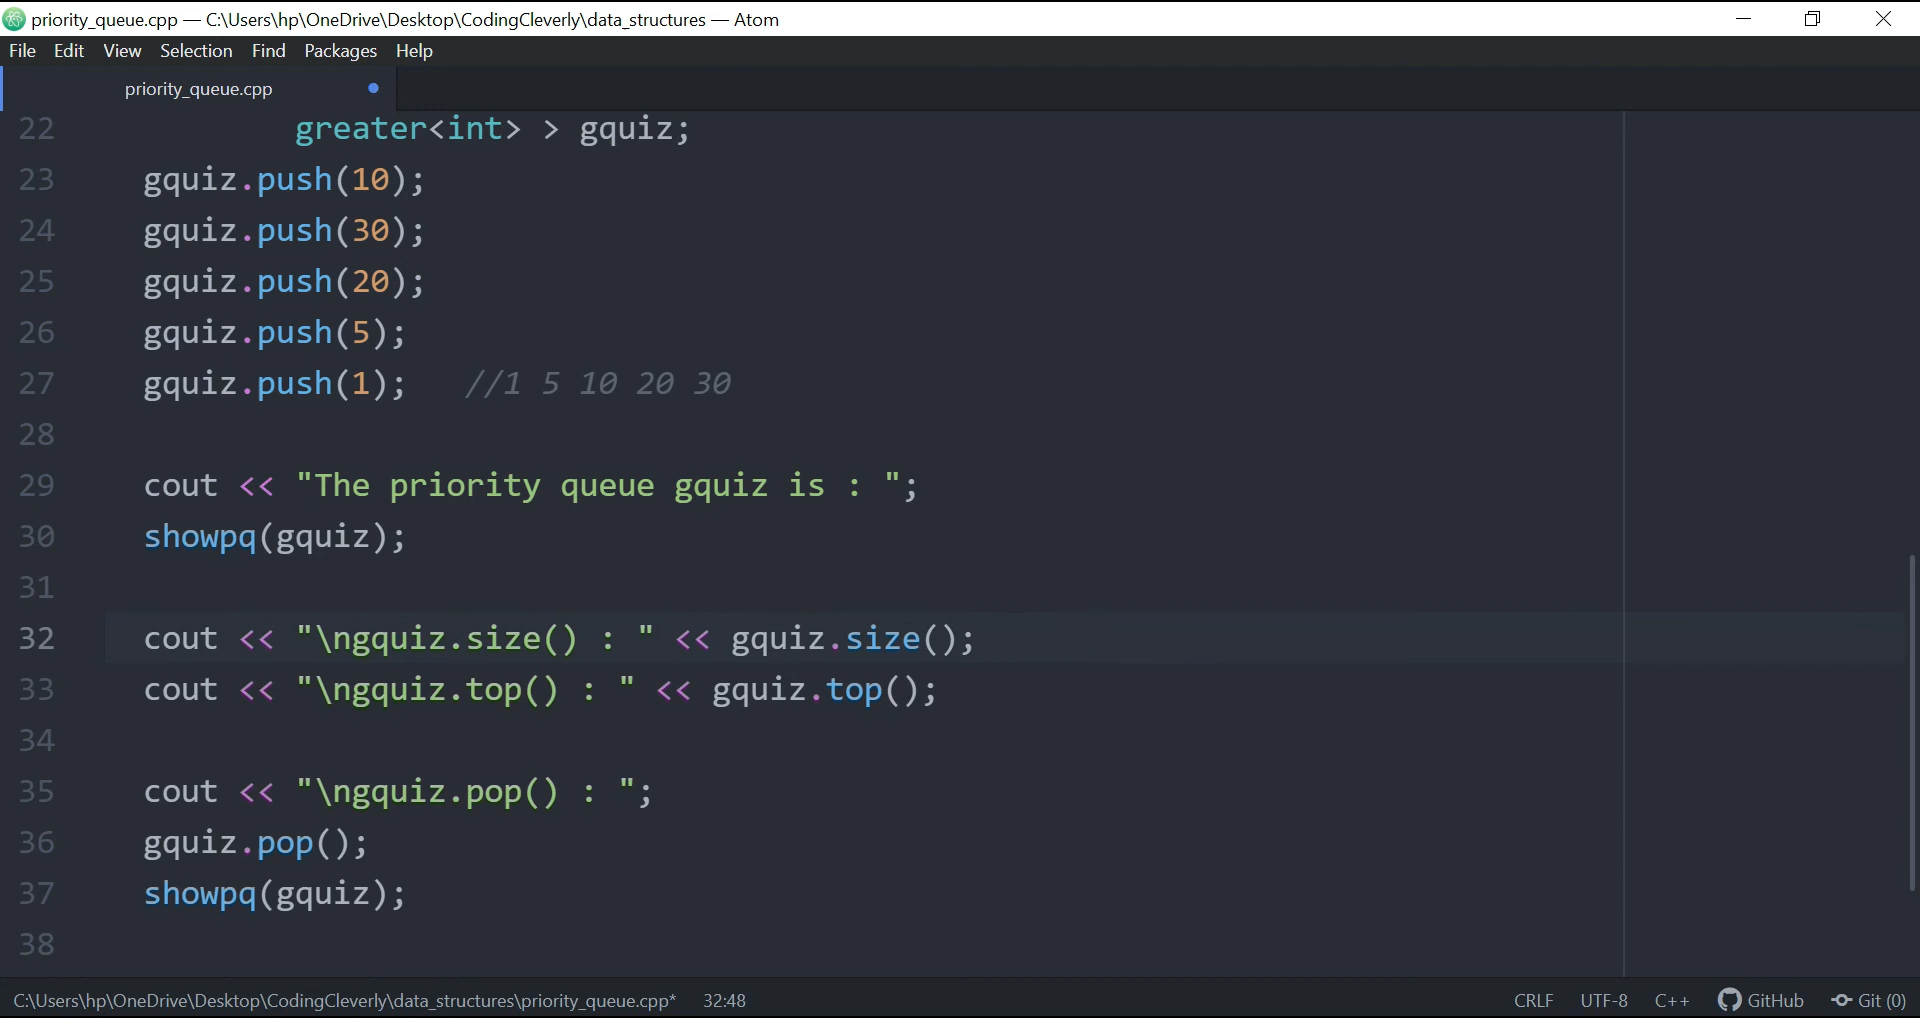 priority_queue.cpp — C:\Users\hp\OneDrive\Desktop\CodingCleverly\data_structures — Atom
File Edit View Selection Find Packages Help
priority_queue.cpp
22 greater<int> > gquiz;
23 gquiz.push(10);
24 gquiz.push(30);
25 gquiz.push(20);
26 gquiz.push(5);
27 gquiz.push(1); //1 5 10 20 30
28
29 cout << "The priority queue gquiz is : ";
30 showpq(gquiz);
31
32 cout << "\ngquiz.size() : " << gquiz.size();
33 cout << "\ngquiz.top() : " << gquiz.top();
34
35 cout << "\ngquiz.pop() : ";
36 gquiz.pop();
37 showpq(gquiz);
38
C:\Users\hp\OneDrive\Desktop\CodingCleverly\data_structures\priority_queue.cpp* 32:48 CRLF UTF-8 C++ GitHub Git (0)